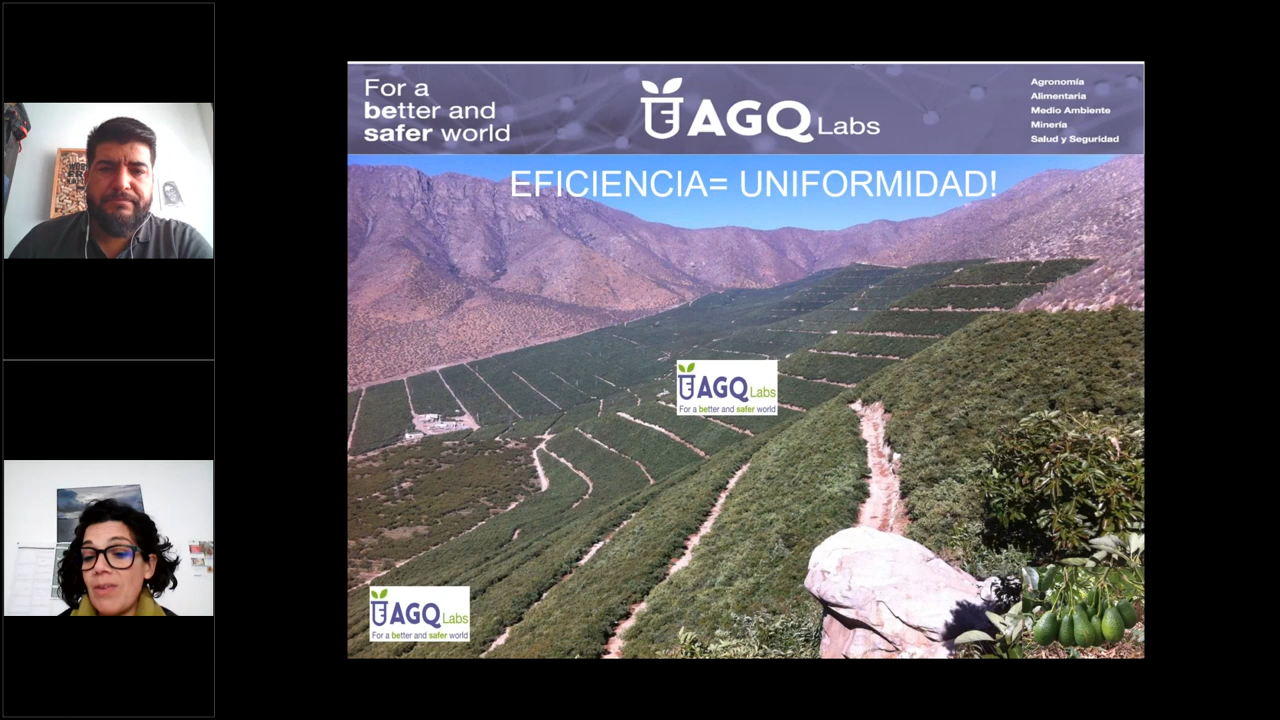 For a
better and
safer world
AGQ Labs
Agronomía
Alimentaria
Medio Ambiente
Minería
Salud y Seguridad
EFICIENCIA= UNIFORMIDAD!
AGQ Labs
For a better and safer world
AGQ Labs
For a better and safer world